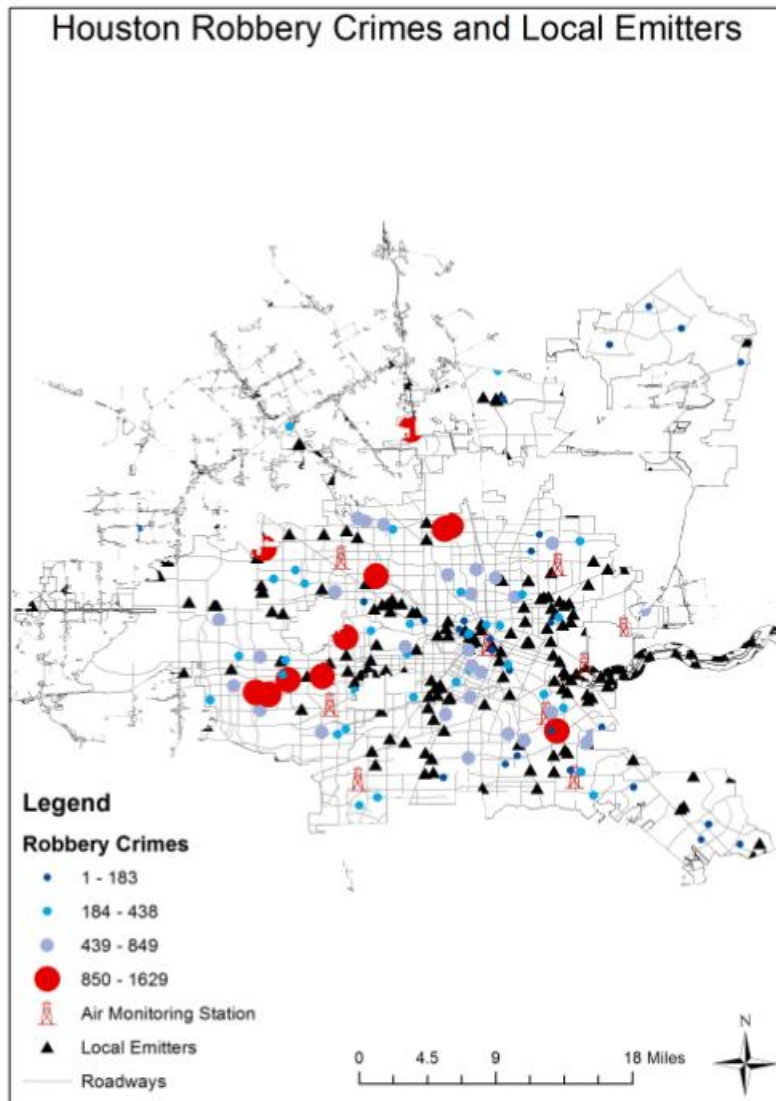 Houston Robbery Crimes and Local Emitters
Legend
Robbery Crimes
1 - 183
184 - 438
439 - 849
850 - 1629
Air Monitoring Station
Local Emitters
Roadways
0 4.5 9 18 Miles
N